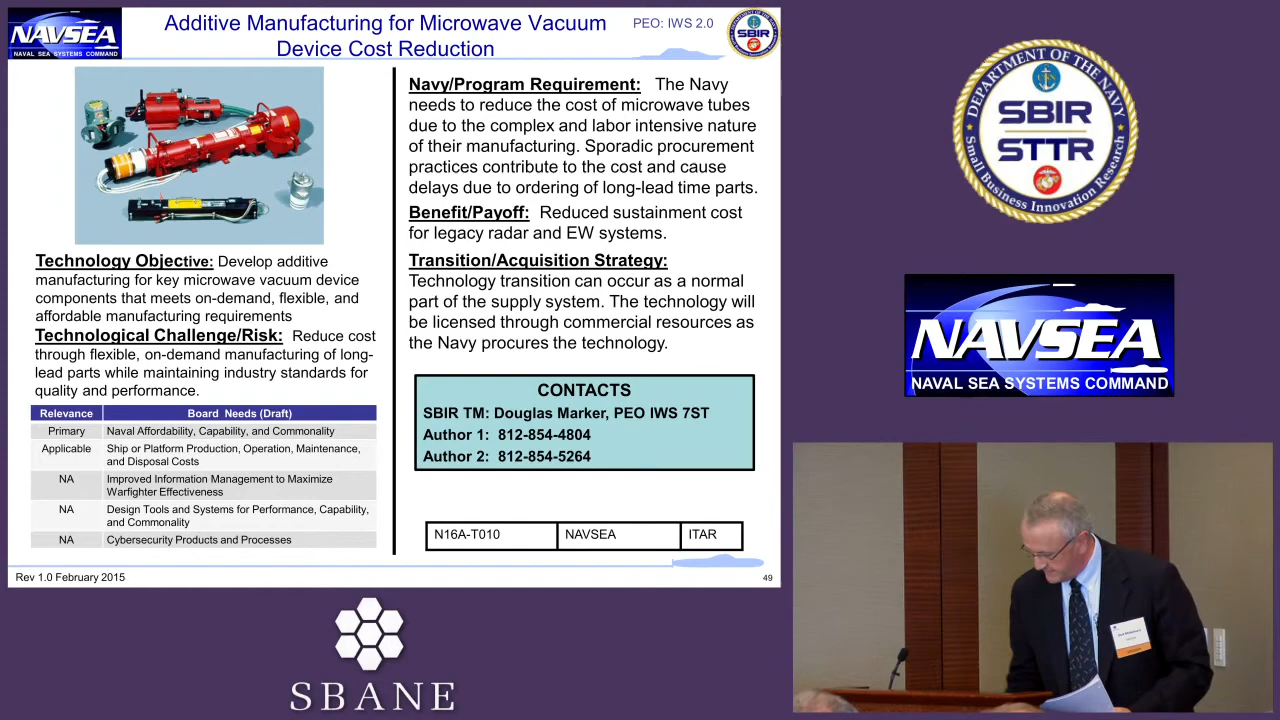 NAVSEA
NAVAL SEA SYSTEMS COMMAND
Additive Manufacturing for Microwave Vacuum
Device Cost Reduction
PEO: IWS 2.0
SBIR
STTR
Technology Objective: Develop additive
manufacturing for key microwave vacuum device
components that meets on-demand, flexible, and
affordable manufacturing requirements
Technological Challenge/Risk: Reduce cost
through flexible, on-demand manufacturing of long-
lead parts while maintaining industry standards for
quality and performance.
Relevance Board Needs (Draft)
Primary Naval Affordability, Capability, and Commonality
Applicable Ship or Platform Production, Operation, Maintenance,
and Disposal Costs
NA Improved Information Management to Maximize
Warfighter Effectiveness
NA Design Tools and Systems for Performance, Capability,
and Commonality
NA Cybersecurity Products and Processes
Navy/Program Requirement: The Navy
needs to reduce the cost of microwave tubes
due to the complex and labor intensive nature
of their manufacturing. Sporadic procurement
practices contribute to the cost and cause
delays due to ordering of long-lead time parts.
Benefit/Payoff: Reduced sustainment cost
for legacy radar and EW systems.
Transition/Acquisition Strategy:
Technology transition can occur as a normal
part of the supply system. The technology will
be licensed through commercial resources as
the Navy procures the technology.
CONTACTS
SBIR TM: Douglas Marker, PEO IWS 7ST
Author 1: 812-854-4804
Author 2: 812-854-5264
N16A-T010 NAVSEA ITAR
Rev 1.0 February 2015
49
DEPARTMENT OF THE NAVY
SBIR
STTR
Small Business Innovation Research
NAVSEA
NAVAL SEA SYSTEMS COMMAND
SBANE